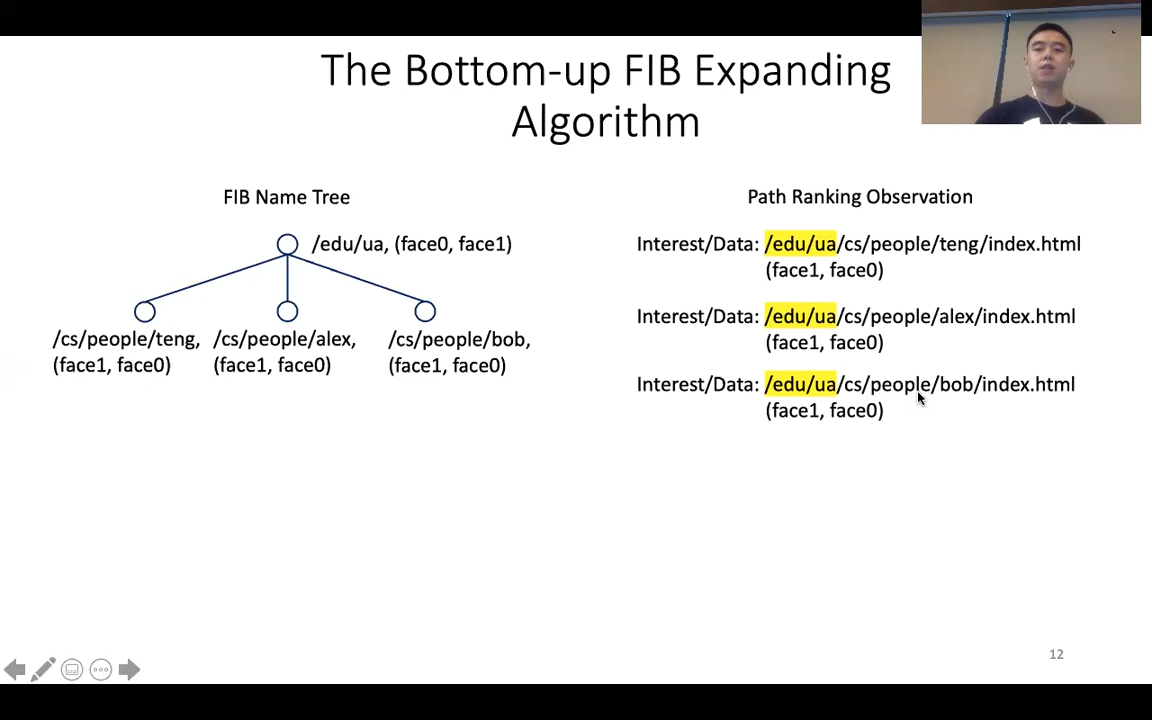 The Bottom-up FIB Expanding
Algorithm
FIB Name Tree
/edu/ua, (face0, face1)
/cs/people/teng,
(face1, face0)
/cs/people/alex,
(face1, face0)
/cs/people/bob,
(face1, face0)
Path Ranking Observation
Interest/Data: /edu/ua/cs/people/teng/index.html
(face1, face0)
Interest/Data: /edu/ua/cs/people/alex/index.html
(face1, face0)
Interest/Data: /edu/ua/cs/people/bob/index.html
(face1, face0)
12